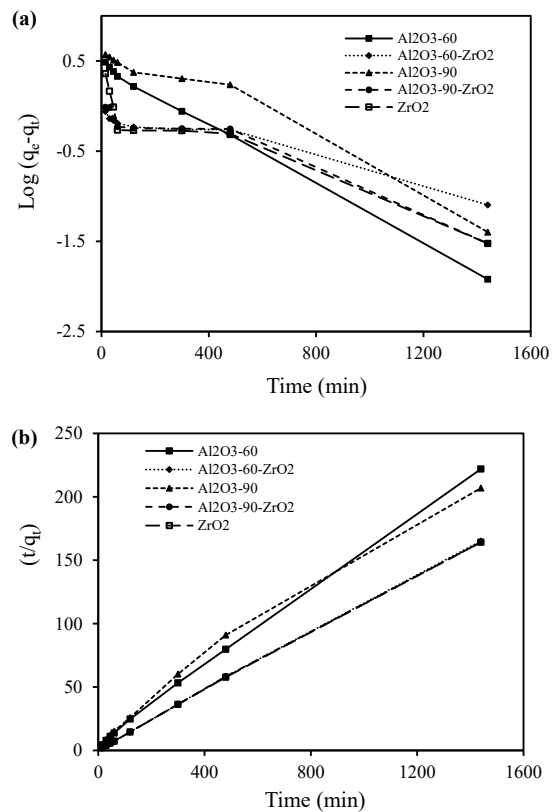 (a)
Al2O3-60
Al2O3-60-ZrO2
Al2O3-90
Al2O3-90-ZrO2
ZrO2
0.5
-0.5
-1.5
-2.5
Log (qe-qt)
0 400 800 1200 1600
Time (min)
(b)
250
200
150
100
50
0
Al2O3-60
Al2O3-60-ZrO2
Al2O3-90
Al2O3-90-ZrO2
ZrO2
(t/qt)
0 400 800 1200 1600
Time (min)